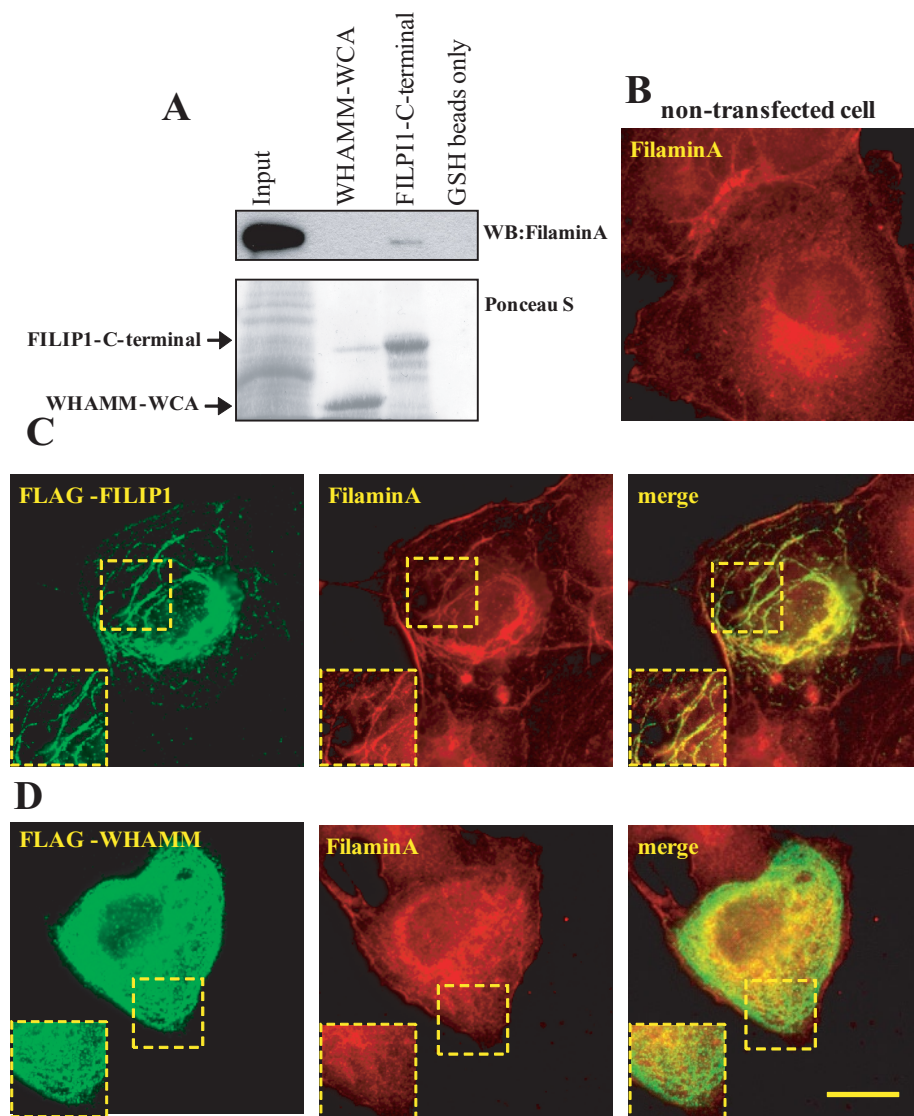 A
Input
WHAMM-WCA
FILPI1-C-terminal
GSH beads only
WB:FilaminA
Ponceau S
FILIP1-C-terminal
WHAMM-WCA
B
non-transfected cell
FilaminA
C
FLAG -FILIP1
FilaminA
merge
D
FLAG -WHAMM
FilaminA
merge